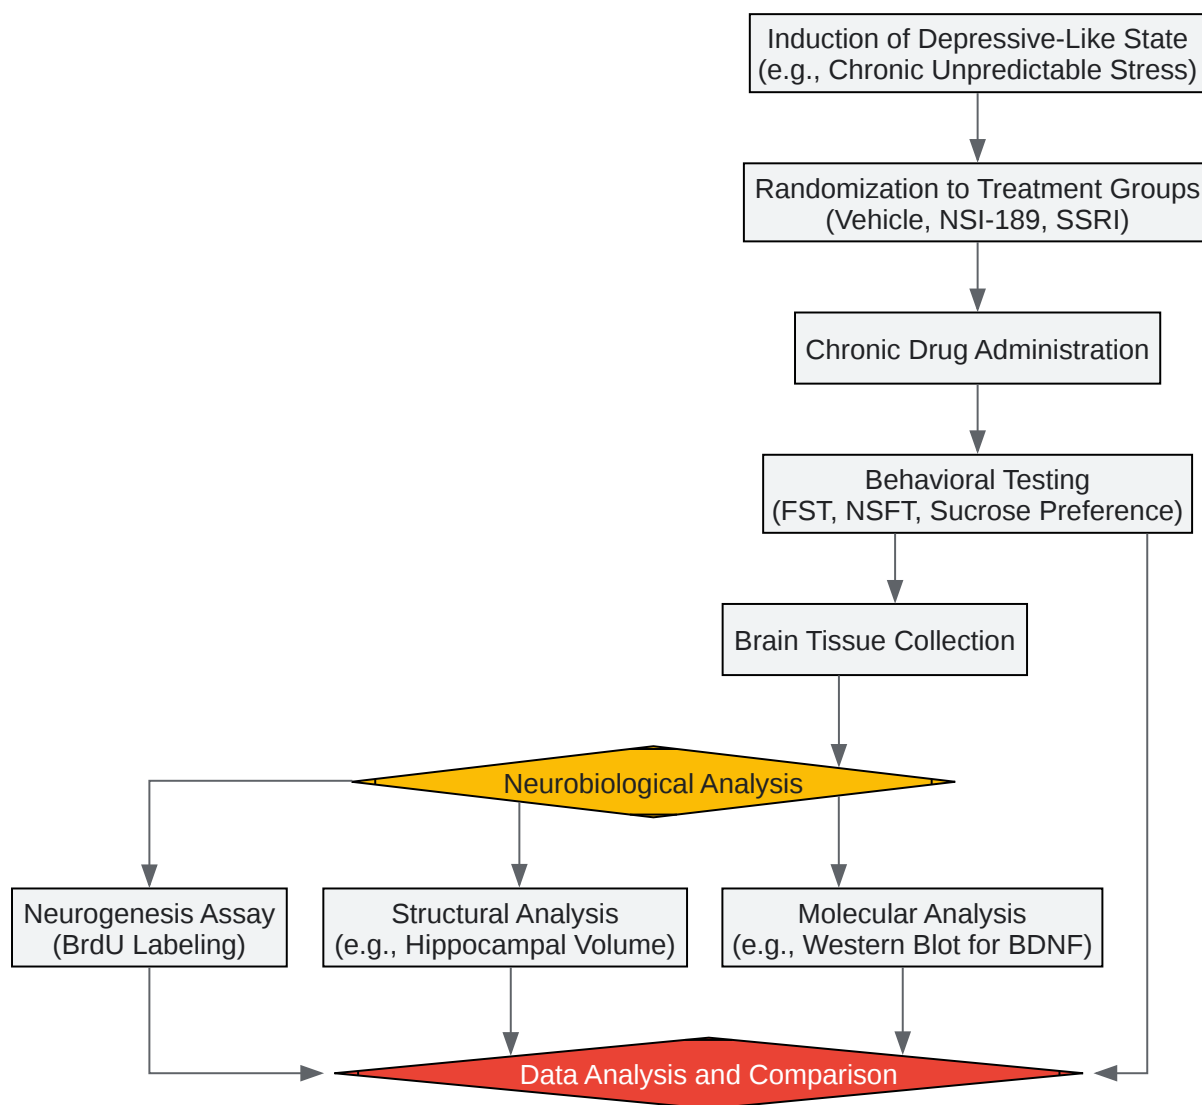 Induction of Depressive-Like State
(e.g., Chronic Unpredictable Stress)
Randomization to Treatment Groups
(Vehicle, NSI-189, SSRI)
Chronic Drug Administration
Behavioral Testing
(FST, NSFT, Sucrose Preference)
Brain Tissue Collection
Neurobiological Analysis
Neurogenesis Assay
(BrdU Labeling)
Structural Analysis
(e.g., Hippocampal Volume)
Molecular Analysis
(e.g., Western Blot for BDNF)
Data Analysis and Comparison